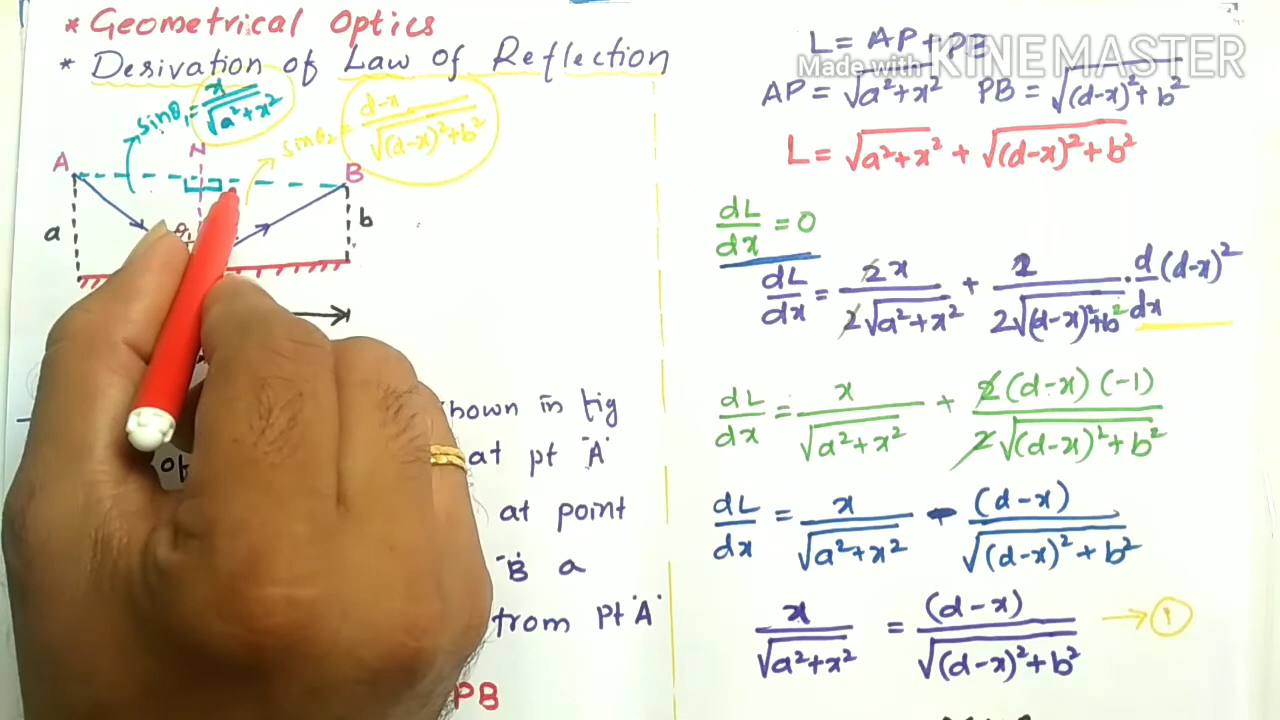 * Geometrical Optics
* Derivation of Law of Reflection
sinθ₁ = x / √a²+x²
sinθ₂ = d-x / √(d-x)²+b²
N
A
B
a
b
θ₁
hown in fig
of
at pt "A"
at point
"B" a
from pt "A"
PB
L = AP + PB
Made with KINEMASTER
AP = √a²+x² PB = √(d-x)²+b²
L = √a²+x² + √(d-x)²+b²
dL/dx = 0
dL/dx = 2x / 2√a²+x² + 1 / 2√(d-x)²+b² · d/dx (d-x)²
dL/dx = x / √a²+x² + 2(d-x)(-1) / 2√(d-x)²+b²
dL/dx = x / √a²+x² - (d-x) / √(d-x)²+b²
x / √a²+x² = (d-x) / √(d-x)²+b² → ①